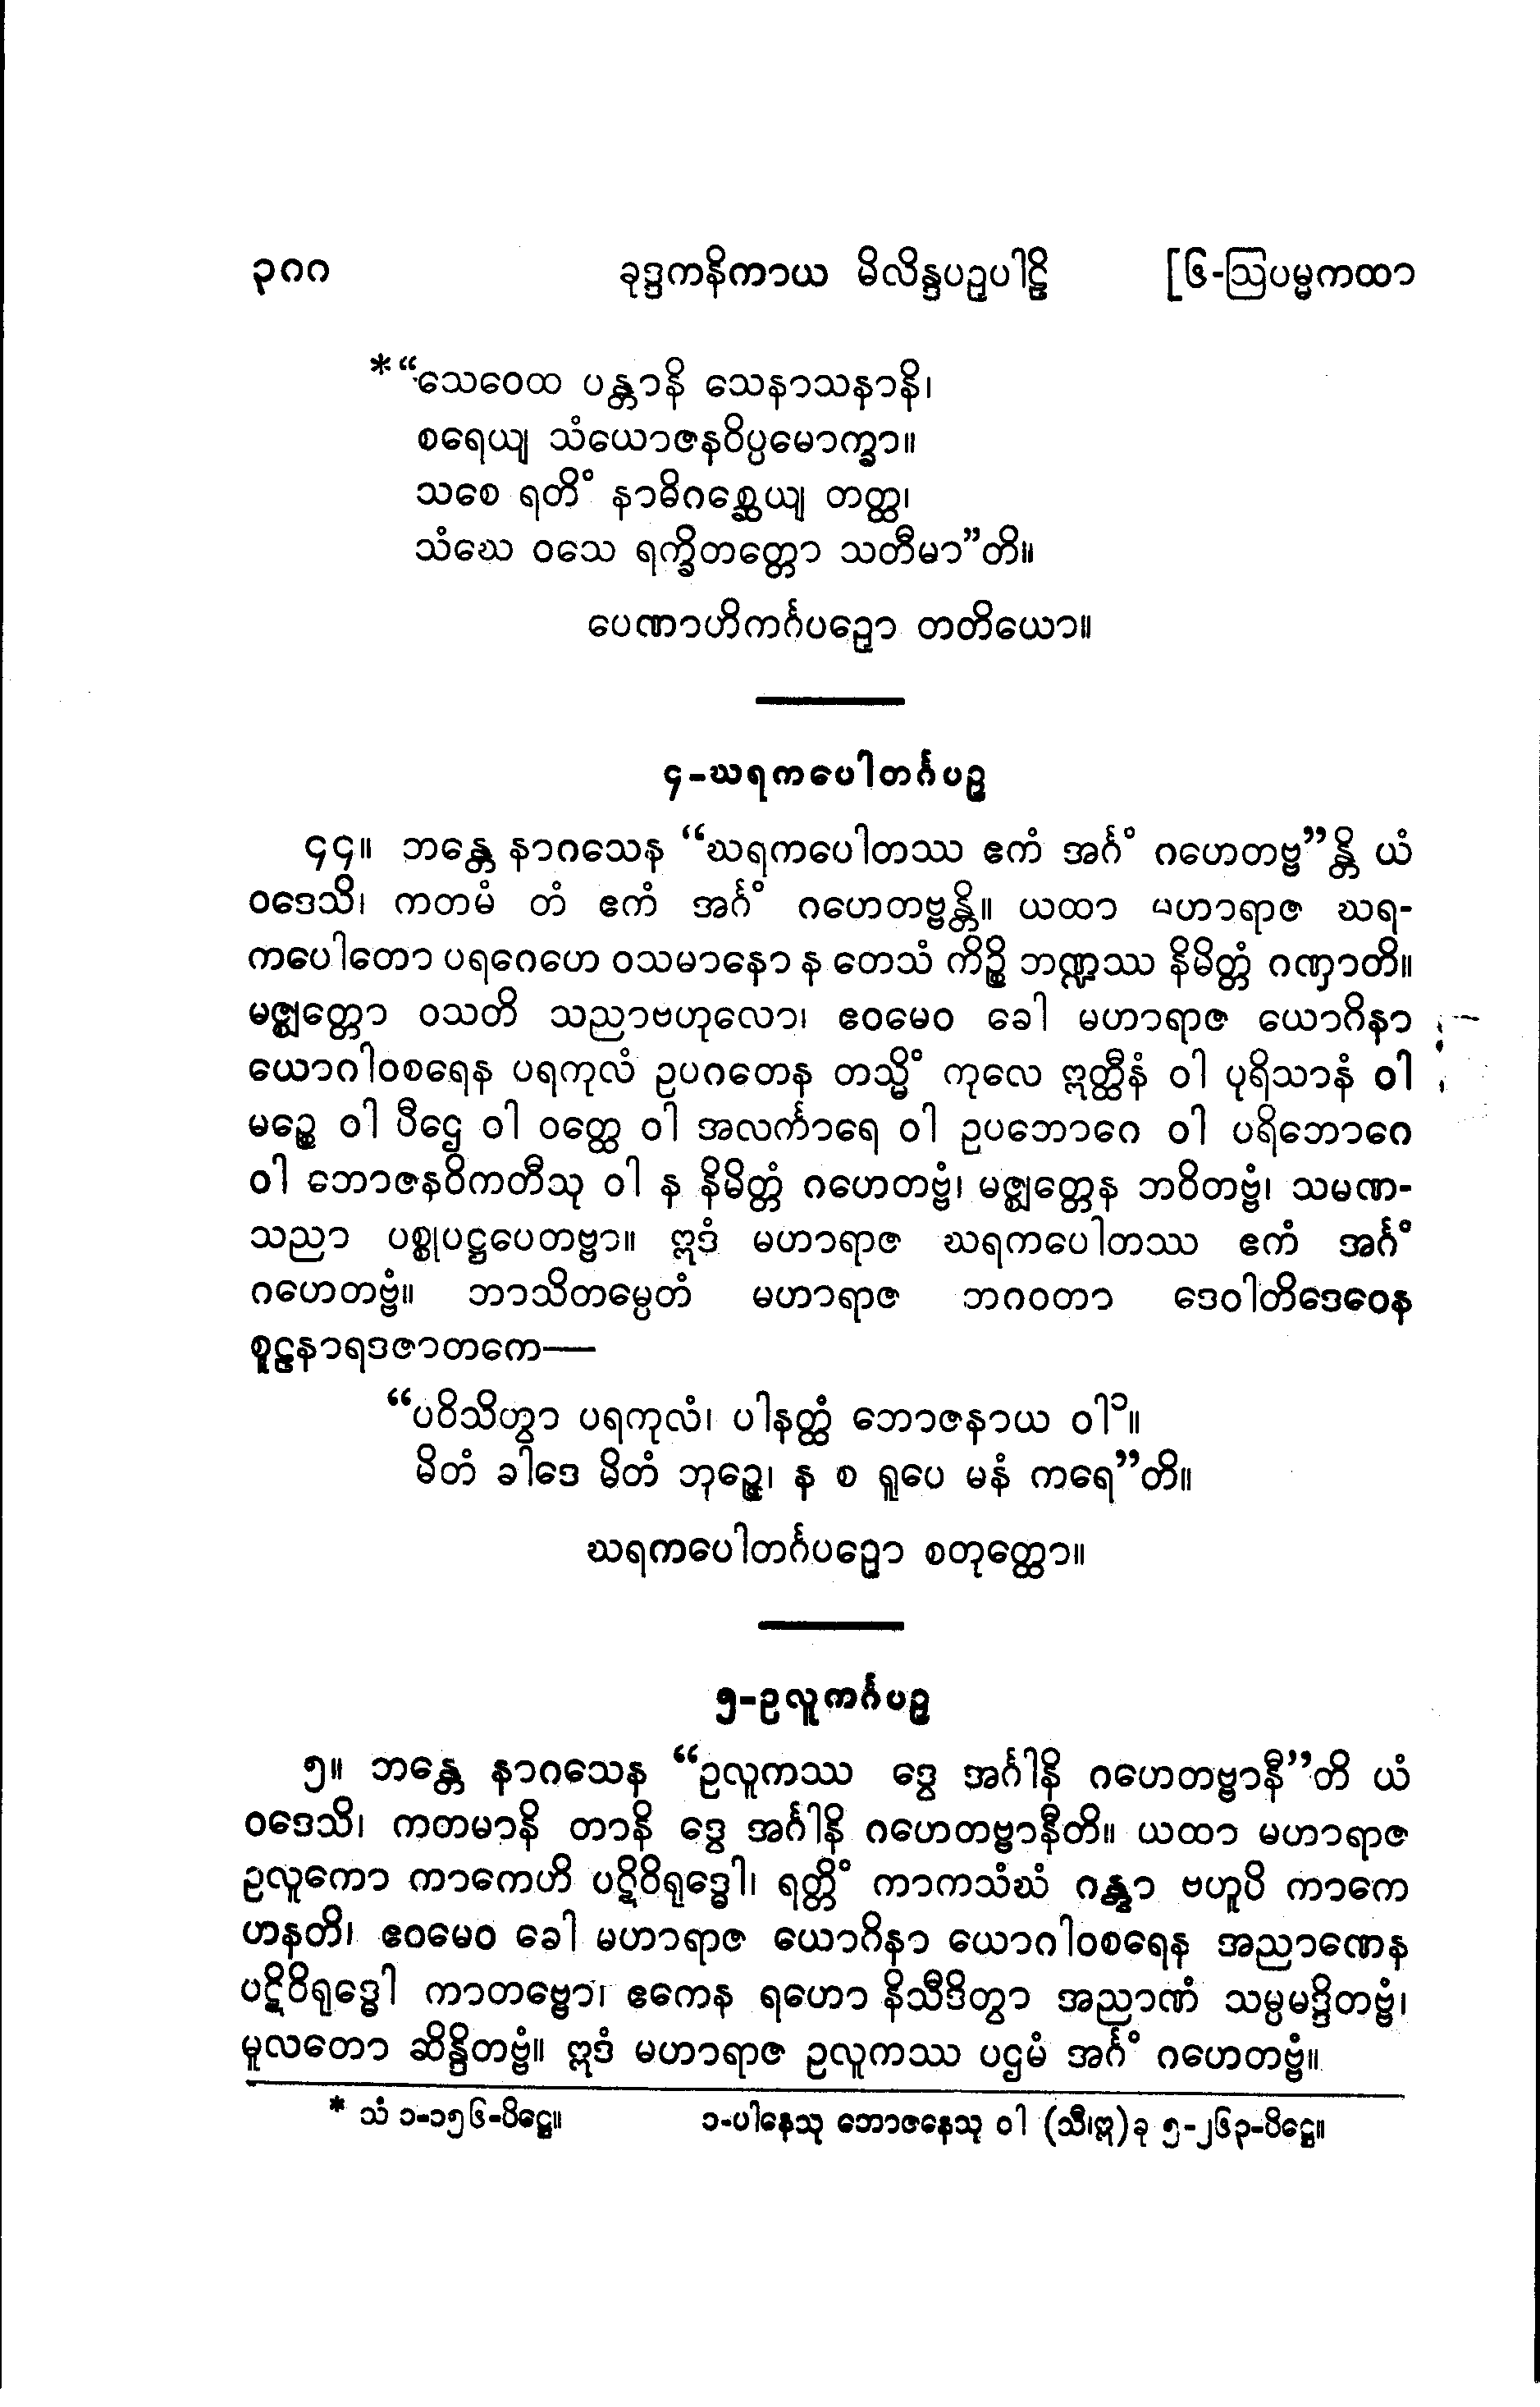 ၃၈၈ ခုဒ္ဒကနိကာယ မိလိန္ဒပဉှပါဠိ [၆-ဩပမ္မကထာ
*“သေဝေထ ပန္တာနိ သေနာသနာနိ၊
စရေယျ သံယောဇနဝိပ္ပမောက္ခာ။
သစေ ရတိံ နာဓိဂစ္ဆေယျ တတ္ထ၊
သံဃေ ဝသေ ရက္ခိတတ္တော သတီမာ”တိ။
ပေဏာဟိကင်္ဂပဉှော တတိယော။
၄-ဃရကပေါတင်္ဂပဉှ
၄၄။ ဘန္တေ နာဂသေန “ဃရကပေါတဿ ဧကံ အင်္ဂံ ဂဟေတဗ္ဗ”န္တိ ယံ
ဝဒေသိ၊ ကတမံ တံ ဧကံ အင်္ဂံ ဂဟေတဗ္ဗန္တိ။ ယထာ မဟာရာဇ ဃရ-
ကပေါတော ပရဂေဟေ ဝသမာနော န တေသံ ကိဉ္စိ ဘဏ္ဍဿ နိမိတ္တံ ဂဏှာတိ။
မဇ္ဈတ္တော ဝသတိ သညာဗဟုလော၊ ဧဝမေဝ ခေါ မဟာရာဇ ယောဂိနာ
ယောဂါဝစရေန ပရကုလံ ဥပဂတေန တသ္မိံ ကုလေ ဣတ္ထီနံ ဝါ ပုရိသာနံ ဝါ
မဉ္စေ ဝါ ပီဌေ ဝါ ဝတ္ထေ ဝါ အလင်္ကာရေ ဝါ ဥပဘောဂေ ဝါ ပရိဘောဂေ
ဝါ ဘောဇနဝိကတီသု ဝါ န နိမိတ္တံ ဂဟေတဗ္ဗံ၊ မဇ္ဈတ္တေန ဘဝိတဗ္ဗံ၊ သမဏ-
သညာ ပစ္စုပဋ္ဌပေတဗ္ဗာ။ ဣဒံ မဟာရာဇ ဃရကပေါတဿ ဧကံ အင်္ဂံ
ဂဟေတဗ္ဗံ။ ဘာသိတမ္ပေတံ မဟာရာဇ ဘဂဝတာ ဒေဝါတိဒေဝေန
စူဠနာရဒဇာတကေ—
“ပဝိသိတွာ ပရကုလံ၊ ပါနတ္ထံ ဘောဇနာယ ဝါ၁။
မိတံ ခါဒေ မိတံ ဘုဉ္ဇေ၊ န စ ရူပေ မနံ ကရေ”တိ။
ဃရကပေါတင်္ဂပဉှော စတုတ္ထော။
၅-ဥလူကင်္ဂပဉှ
၅။ ဘန္တေ နာဂသေန “ဥလူကဿ ဒွေ အင်္ဂါနိ ဂဟေတဗ္ဗာနီ”တိ ယံ
ဝဒေသိ၊ ကတမာနိ တာနိ ဒွေ အင်္ဂါနိ ဂဟေတဗ္ဗာနီတိ။ ယထာ မဟာရာဇ
ဥလူကော ကာကေဟိ ပဋိဝိရုဒ္ဓေါ၊ ရတ္တိံ ကာကသံဃံ ဂန္တွာ ဗဟူပိ ကာကေ
ဟနတိ၊ ဧဝမေဝ ခေါ မဟာရာဇ ယောဂိနာ ယောဂါဝစရေန အညာဏေန
ပဋိဝိရုဒ္ဓေါ ကာတဗ္ဗော၊ ဧကေန ရဟော နိသီဒိတွာ အညာဏံ သမ္ပမဒ္ဒိတဗ္ဗံ၊
မူလတော ဆိန္ဒိတဗ္ဗံ။ ဣဒံ မဟာရာဇ ဥလူကဿ ပဌမံ အင်္ဂံ ဂဟေတဗ္ဗံ။
* သံ ၁-၁၅၆-ပိဋ္ဌေ။ ၁-ပါနေသု ဘောဇနေသု ဝါ (သီ၊ဣ)ခု ၅-၂၆၃-ပိဋ္ဌေ။